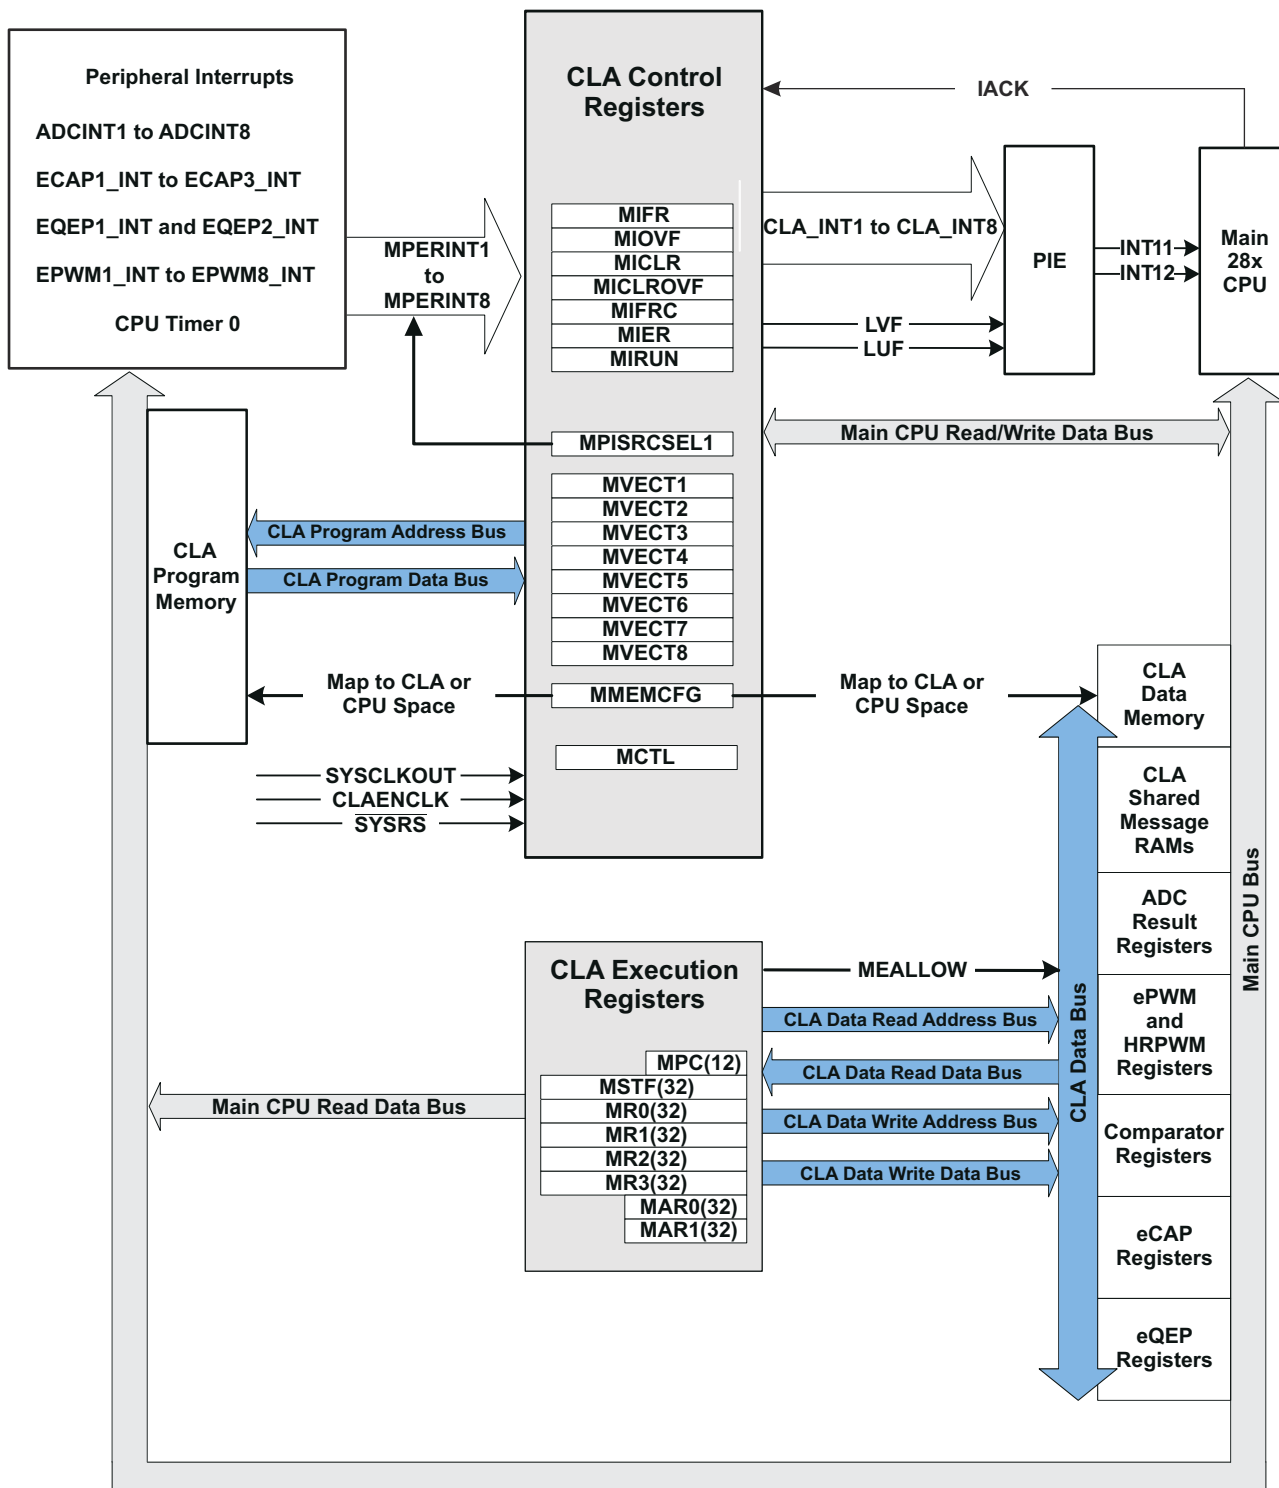 Peripheral Interrupts
ADCINT1 to ADCINT8
ECAP1_INT to ECAP3_INT
EQEP1_INT and EQEP2_INT
EPWM1_INT to EPWM8_INT
CPU Timer 0
MPERINT1
to
MPERINT8
CLA Control
Registers
MIFR
MIOVF
MICLR
MICLROVF
MIFRC
MIER
MIRUN
MPISRCSEL1
MVECT1
MVECT2
MVECT3
MVECT4
MVECT5
MVECT6
MVECT7
MVECT8
MMEMCFG
MCTL
IACK
CLA_INT1 to CLA_INT8
LVF
LUF
PIE
INT11
INT12
Main
28x
CPU
Main CPU Read/Write Data Bus
CLA
Program
Memory
CLA Program Address Bus
CLA Program Data Bus
Map to CLA or
CPU Space
Map to CLA or
CPU Space
SYSCLKOUT
CLAENCLK
SYSRS
CLA
Data
Memory
CLA
Shared
Message
RAMs
ADC
Result
Registers
ePWM
and
HRPWM
Registers
Comparator
Registers
eCAP
Registers
eQEP
Registers
Main CPU Bus
CLA Data Bus
CLA Execution
Registers
MPC(12)
MSTF(32)
MR0(32)
MR1(32)
MR2(32)
MR3(32)
MAR0(32)
MAR1(32)
MEALLOW
CLA Data Read Address Bus
CLA Data Read Data Bus
CLA Data Write Address Bus
CLA Data Write Data Bus
Main CPU Read Data Bus